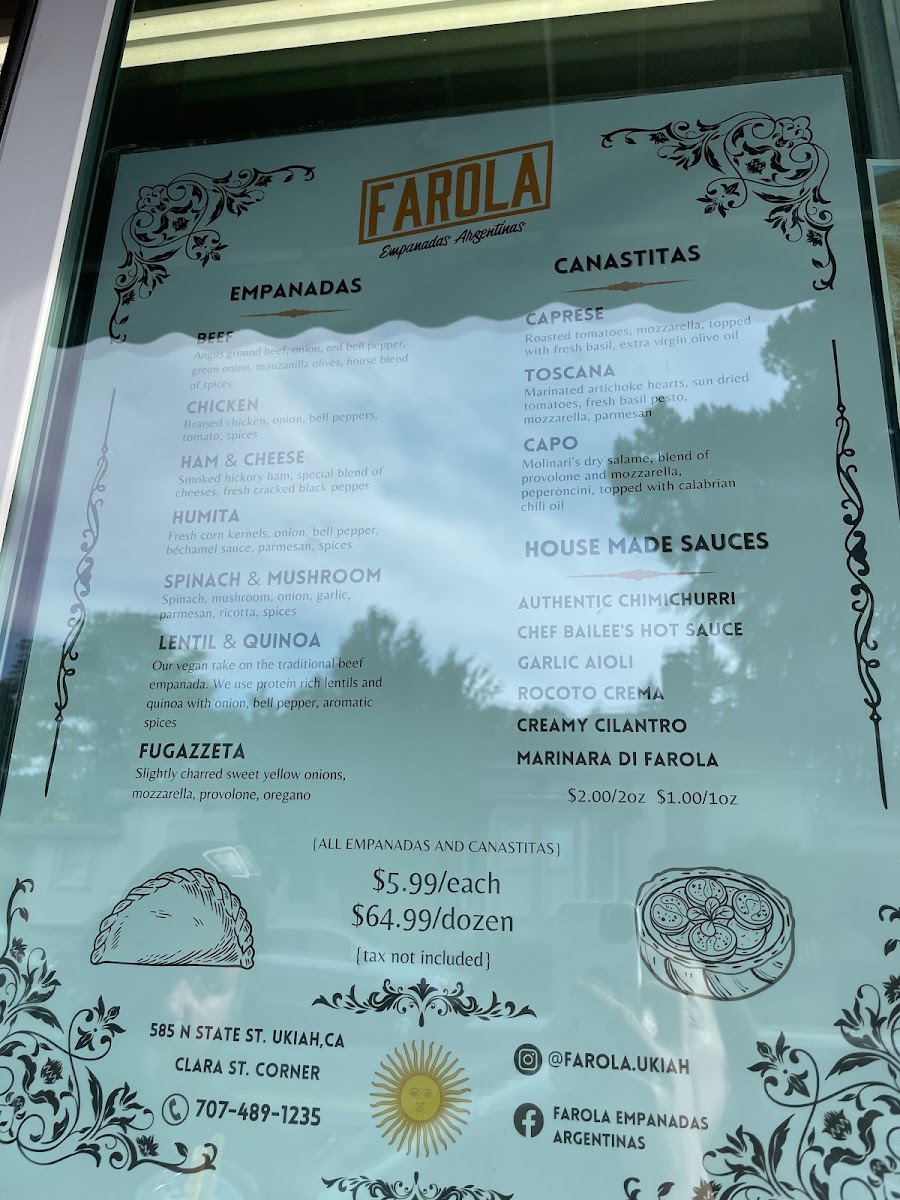 FAROLA
Empanadas Argentinas
EMPANADAS
BEEF
Angus ground beef, onion, red bell pepper,
green onion, manzanilla olives, house blend
of spices
CHICKEN
Braised chicken, onion, bell peppers,
tomato, spices
HAM & CHEESE
Smoked hickory ham, special blend of
cheeses, fresh cracked black pepper
HUMITA
Fresh corn kernels, onion, bell pepper,
béchamel sauce, parmesan, spices
SPINACH & MUSHROOM
Spinach, mushroom, onion, garlic,
parmesan, ricotta, spices
LENTIL & QUINOA
Our vegan take on the traditional beef
empanada. We use protein rich lentils and
quinoa with onion, bell pepper, aromatic
spices
FUGAZZETA
Slightly charred sweet yellow onions,
mozzarella, provolone, oregano
CANASTITAS
CAPRESE
Roasted tomatoes, mozzarella, topped
with fresh basil, extra virgin olive oil
TOSCANA
Marinated artichoke hearts, sun dried
tomatoes, fresh basil pesto,
mozzarella, parmesan
CAPO
Molinari's dry salame, blend of
provolone and mozzarella,
peperoncini, topped with calabrian
chili oil
HOUSE MADE SAUCES
AUTHENTIC CHIMICHURRI
CHEF BAILEE'S HOT SAUCE
GARLIC AIOLI
ROCOTO CREMA
CREAMY CILANTRO
MARINARA DI FAROLA
$2.00/2oz $1.00/1oz
{ALL EMPANADAS AND CANASTITAS}
$5.99/each
$64.99/dozen
{tax not included}
585 N STATE ST. UKIAH,CA
CLARA ST. CORNER
707-489-1235
@FAROLA.UKIAH
FAROLA EMPANADAS
ARGENTINAS